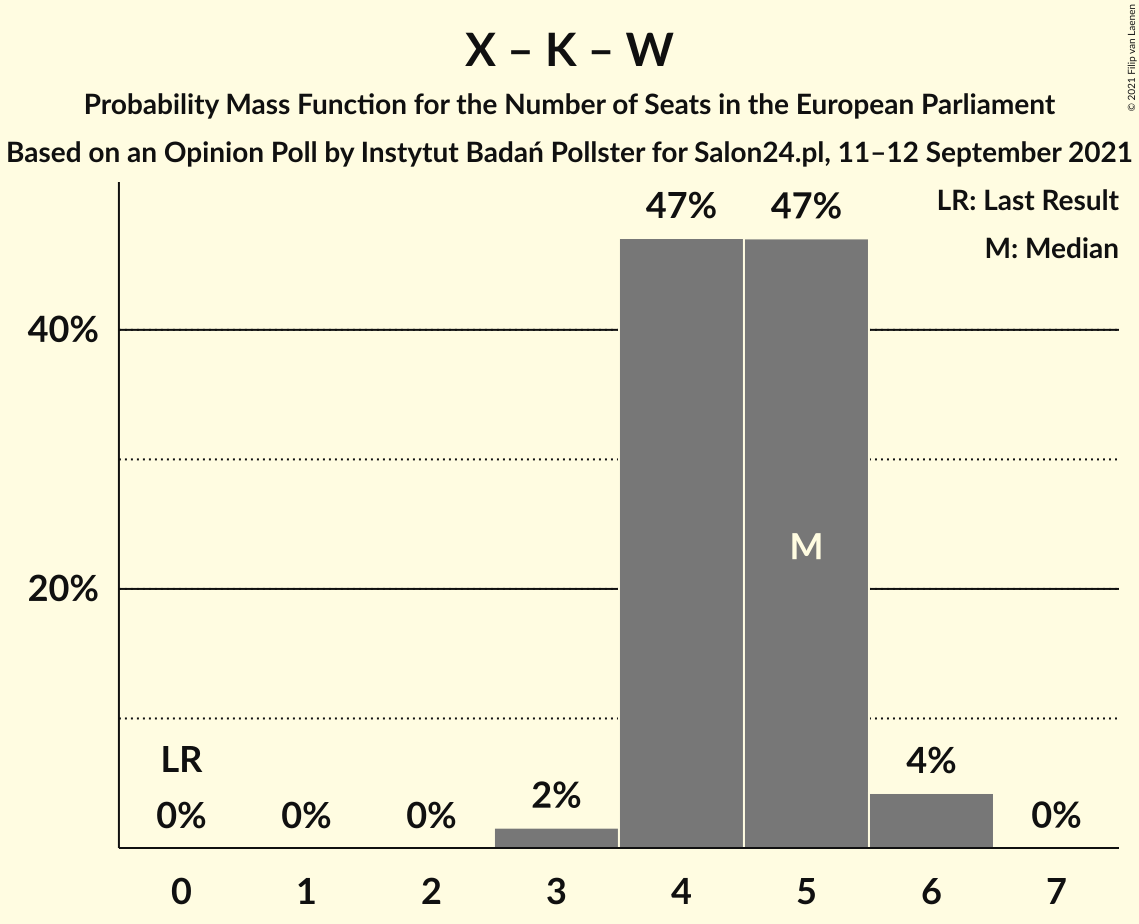 X – K – W
Probability Mass Function for the Number of Seats in the European Parliament
Based on an Opinion Poll by Instytut Badań Pollster for Salon24.pl, 11–12 September 2021
© 2021 Filip van Laenen
LR: Last Result
M: Median
47% 47%
40%
M
20%
LR
0% 0% 0% 2% 4% 0%
0 1 2 3 4 5 6 7